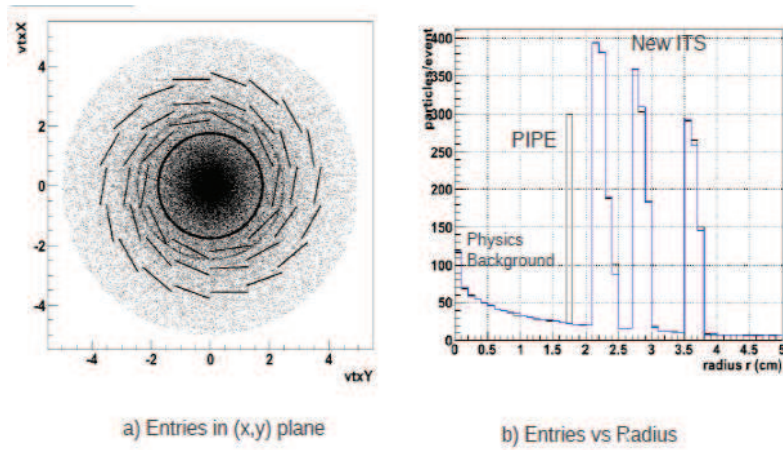 vtxX
4
2
0
-2
-4
-4 -2 0 2 4
vtxY
a) Entries in (x,y) plane
particles/event
400
350
300
250
200
150
100
50
0
0 0.5 1 1.5 2 2.5 3 3.5 4 4.5 5
radius r (cm)
New ITS
PIPE
Physics
Background
b) Entries vs Radius